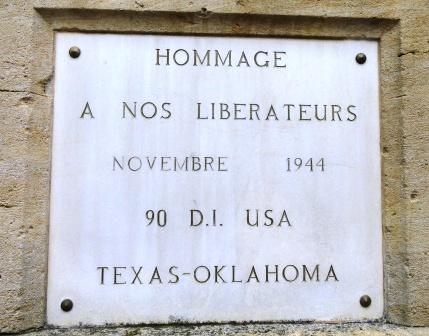 HOMMAGE
A NOS LIBERATEURS
NOVEMBRE 1944
90 D.I. USA
TEXAS-OKLAHOMA